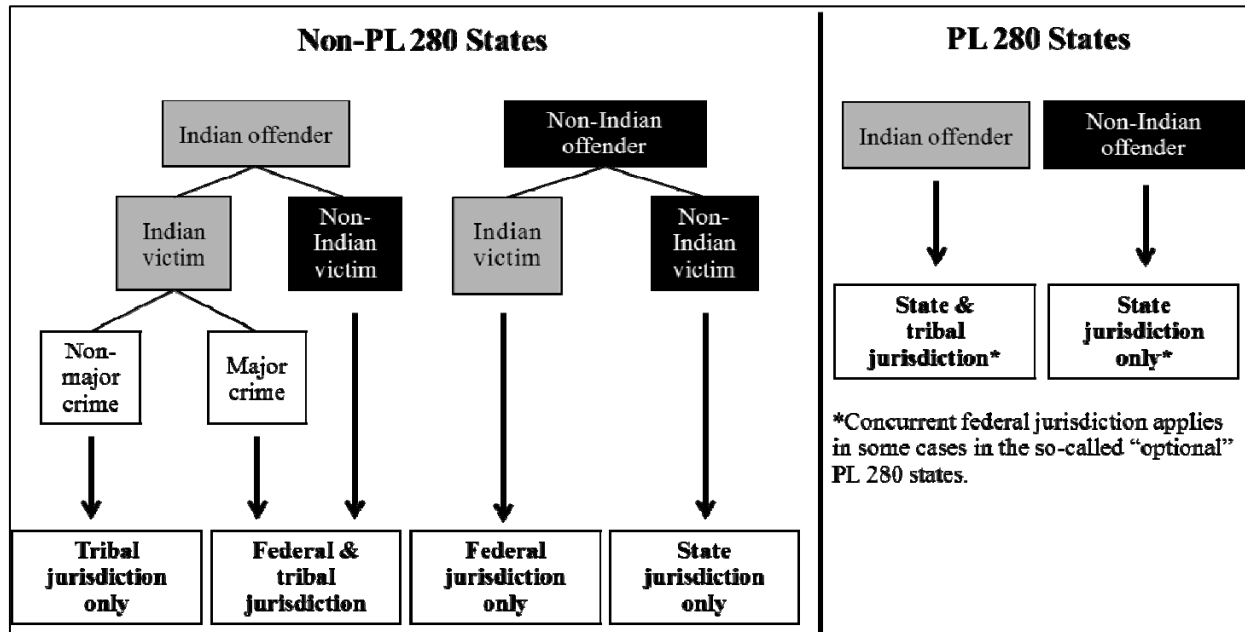 Non-PL 280 States
Indian offender
Non-Indian
offender
Indian
victim
Non-
Indian
victim
Indian
victim
Non-
Indian
victim
Non-
major
crime
Major
crime
Tribal
jurisdiction
only
Federal &
tribal
jurisdiction
Federal
jurisdiction
only
State
jurisdiction
only
PL 280 States
Indian offender
Non-Indian
offender
State &
tribal
jurisdiction*
State
jurisdiction
only*
*Concurrent federal jurisdiction applies
in some cases in the so-called “optional”
PL 280 states.